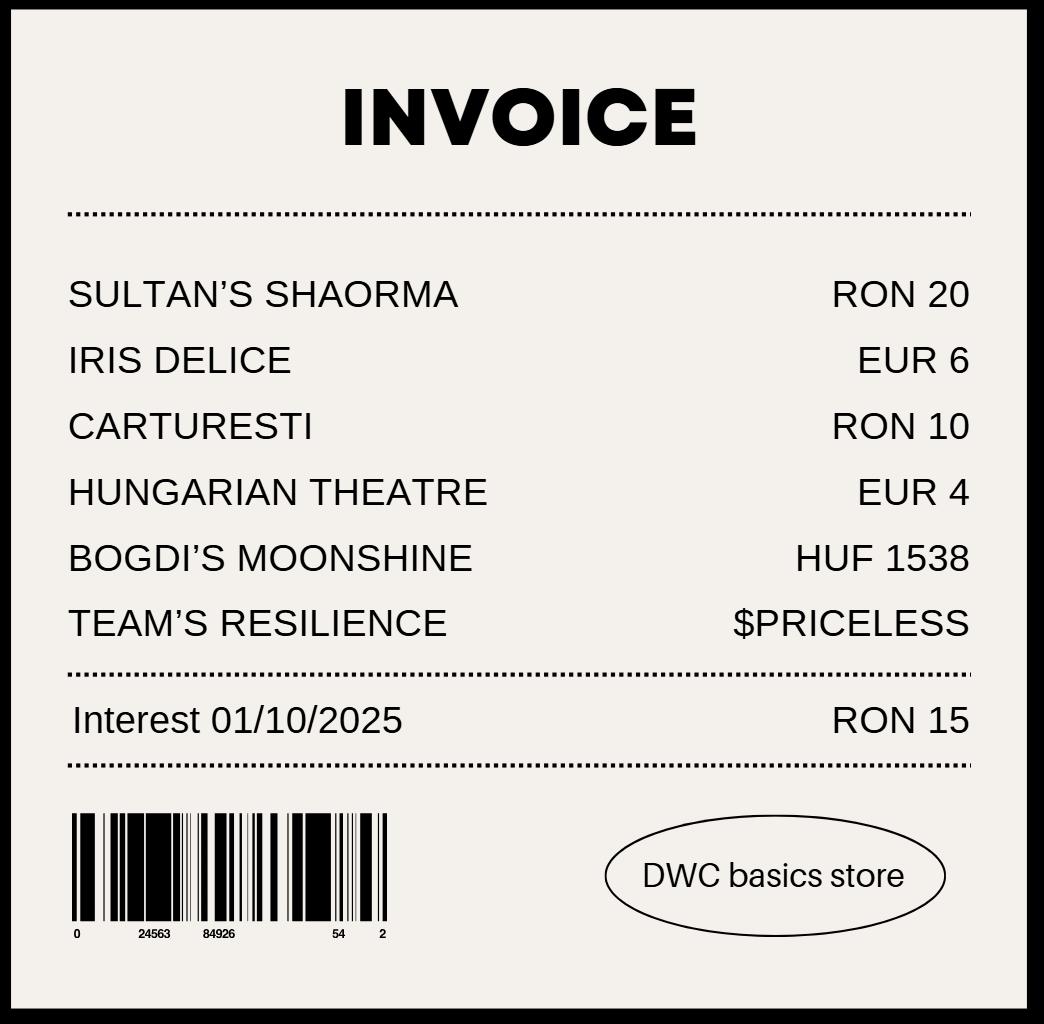 INVOICE
SULTAN’S SHAORMA RON 20
IRIS DELICE EUR 6
CARTURESTI RON 10
HUNGARIAN THEATRE EUR 4
BOGDI’S MOONSHINE HUF 1538
TEAM’S RESILIENCE $PRICELESS
Interest 01/10/2025 RON 15
DWC basics store
0 24563 84926 54 2